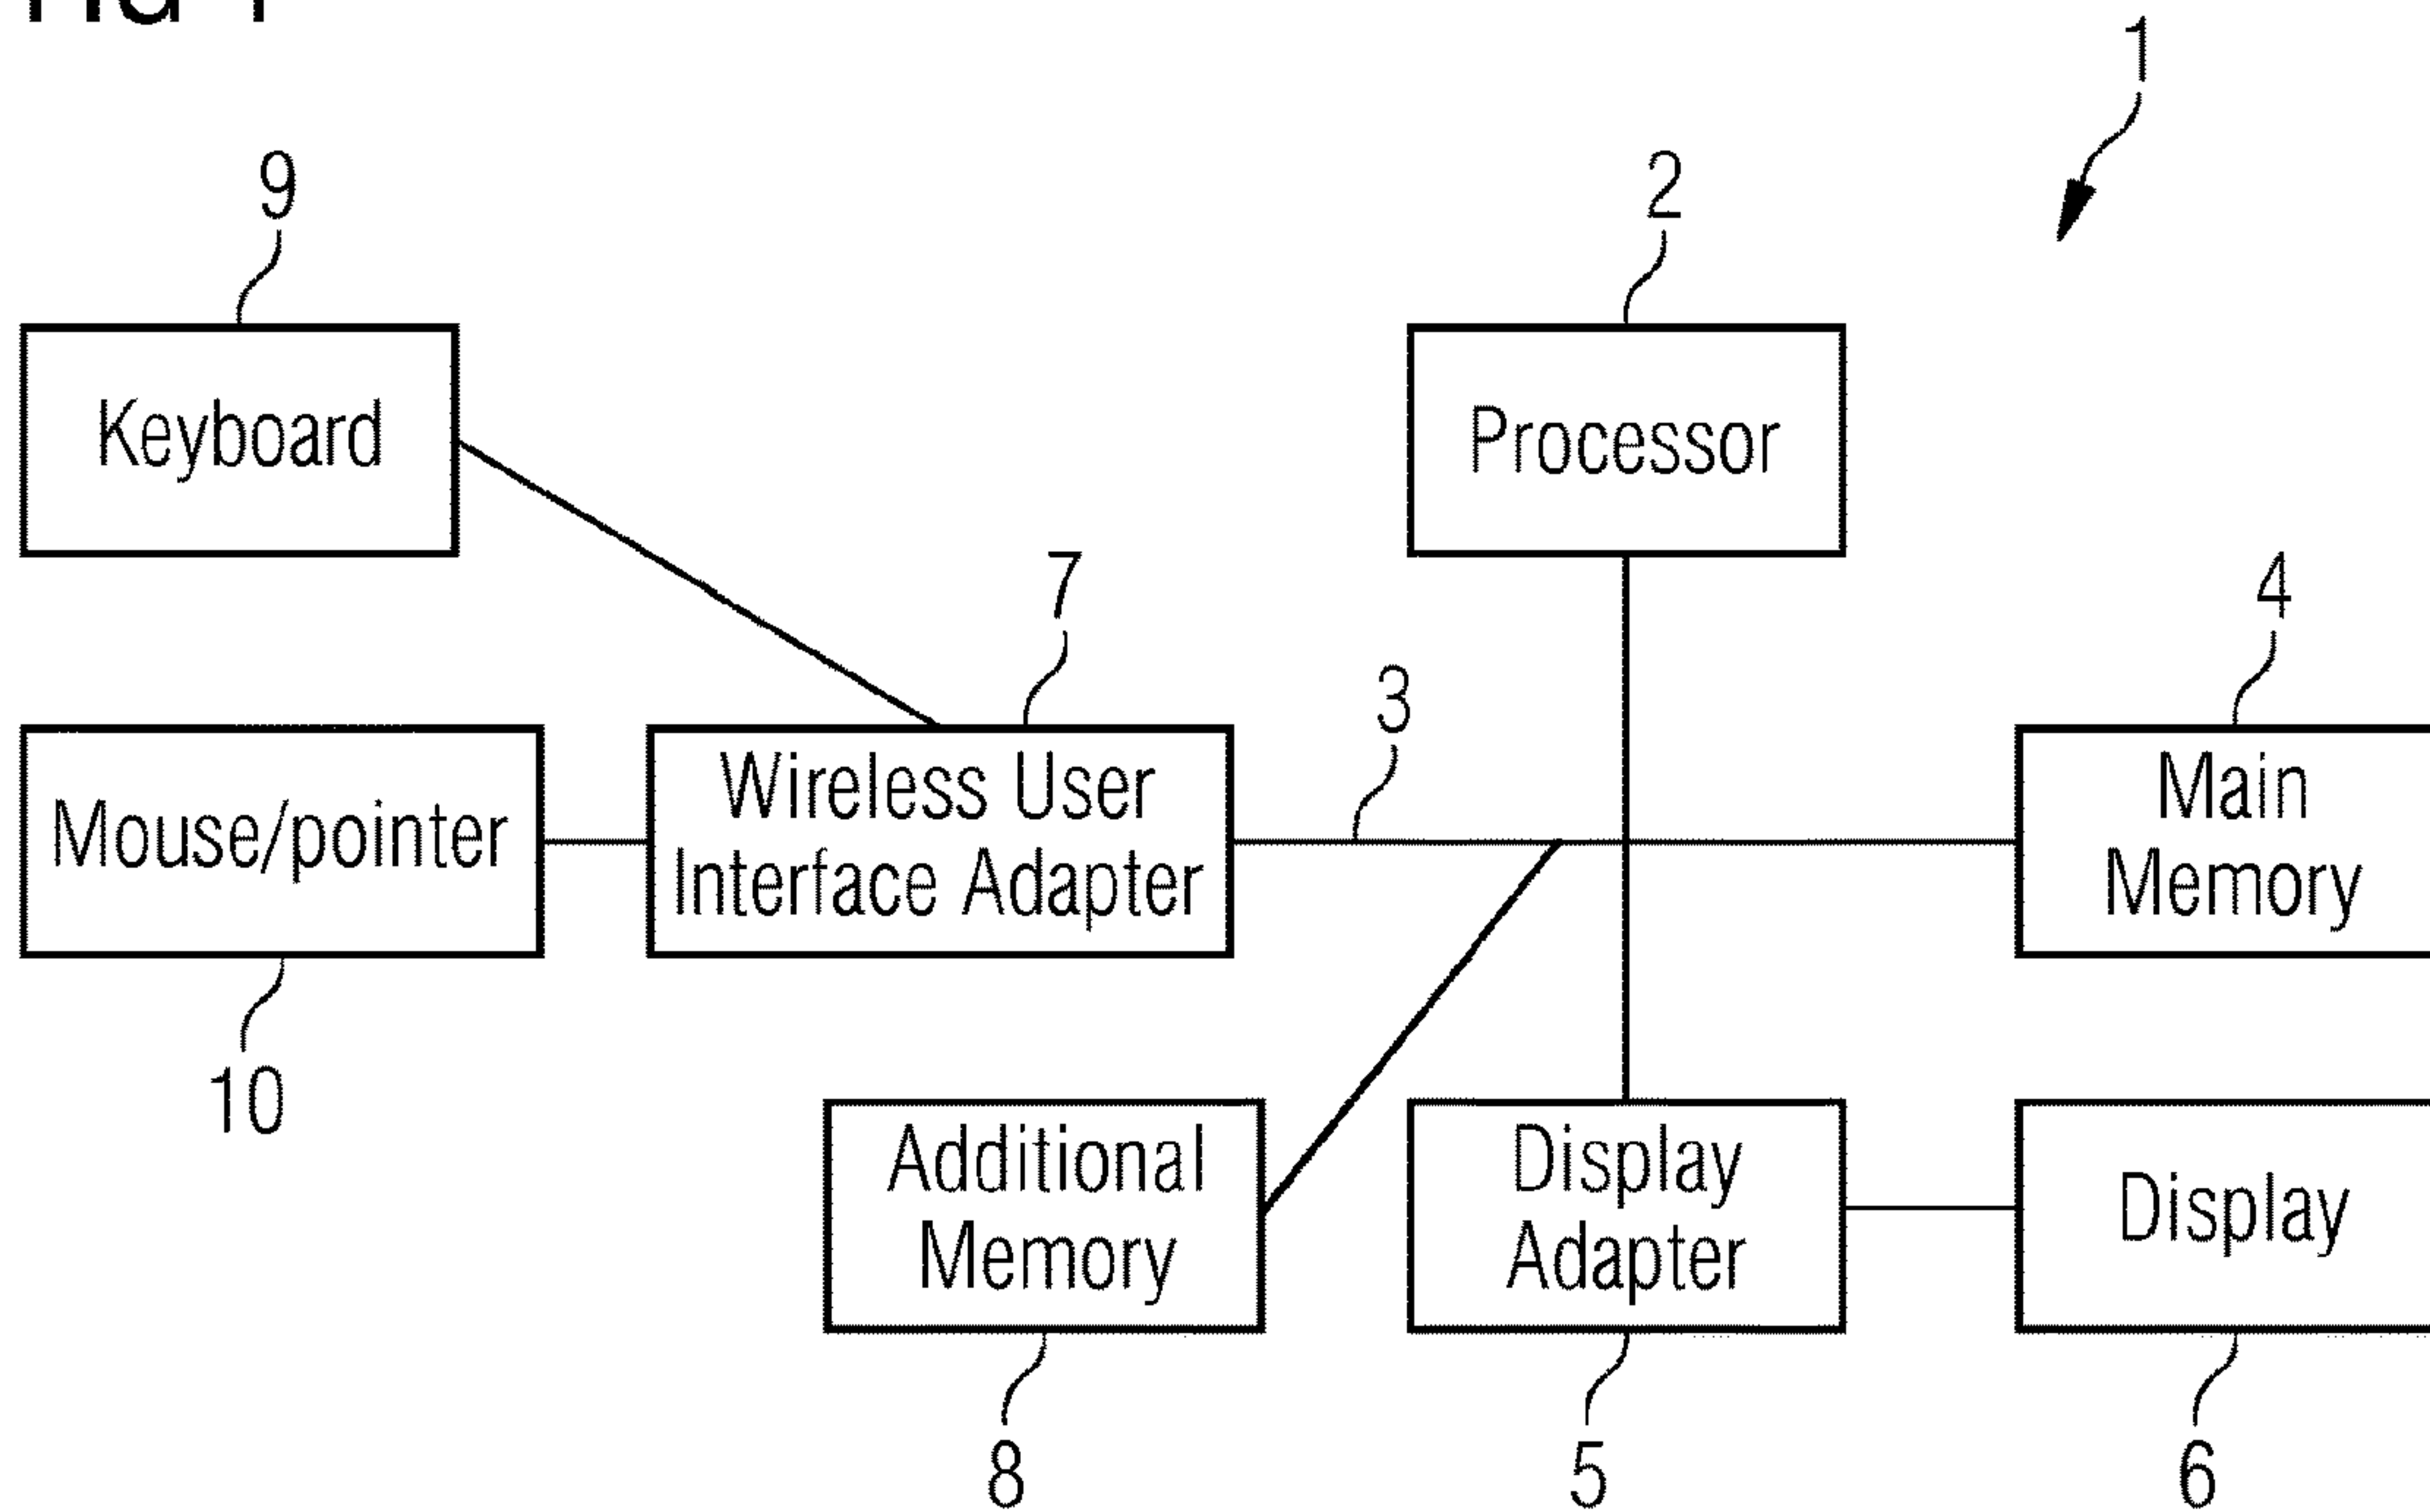 1
9
2
Keyboard
Processor
7
4
3
Mouse/pointer
Wireless User
Interface Adapter
Main
Memory
10
Additional
Memory
Display
Adapter
Display
8
5
6